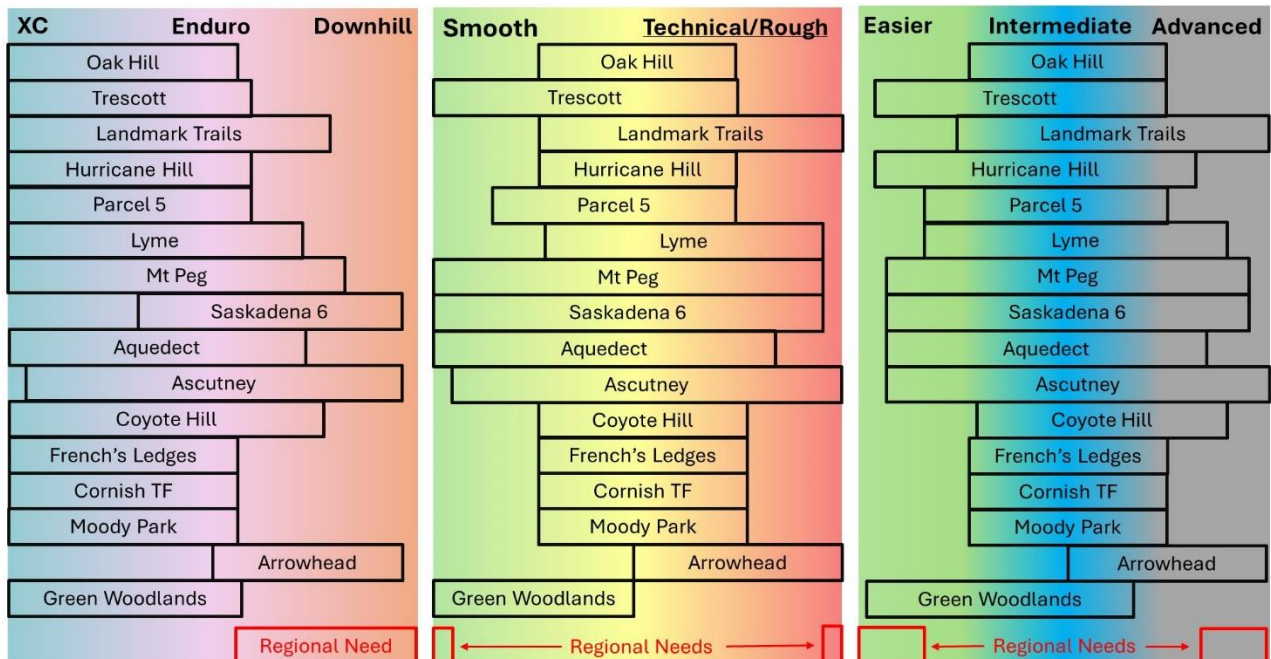 XC Enduro Downhill
Oak Hill
Trescott
Landmark Trails
Hurricane Hill
Parcel 5
Lyme
Mt Peg
Saskadena 6
Aquedect
Ascutney
Coyote Hill
French's Ledges
Cornish TF
Moody Park
Arrowhead
Green Woodlands
Regional Need
Smooth Technical/Rough
Oak Hill
Trescott
Landmark Trails
Hurricane Hill
Parcel 5
Lyme
Mt Peg
Saskadena 6
Aquedect
Ascutney
Coyote Hill
French's Ledges
Cornish TF
Moody Park
Arrowhead
Green Woodlands
Regional Needs
Easier Intermediate Advanced
Oak Hill
Trescott
Landmark Trails
Hurricane Hill
Parcel 5
Lyme
Mt Peg
Saskadena 6
Aquedect
Ascutney
Coyote Hill
French's Ledges
Cornish TF
Moody Park
Arrowhead
Green Woodlands
Regional Needs